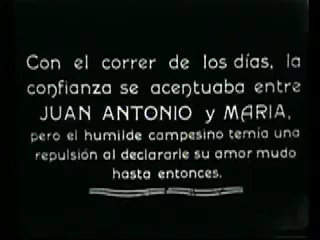 Con el correr de los días, la
confianza se acentuaba entre
JUAN ANTONIO y MARIA,
pero el humilde campesino temía una
repulsión al declararle su amor mudo
hasta entonces.